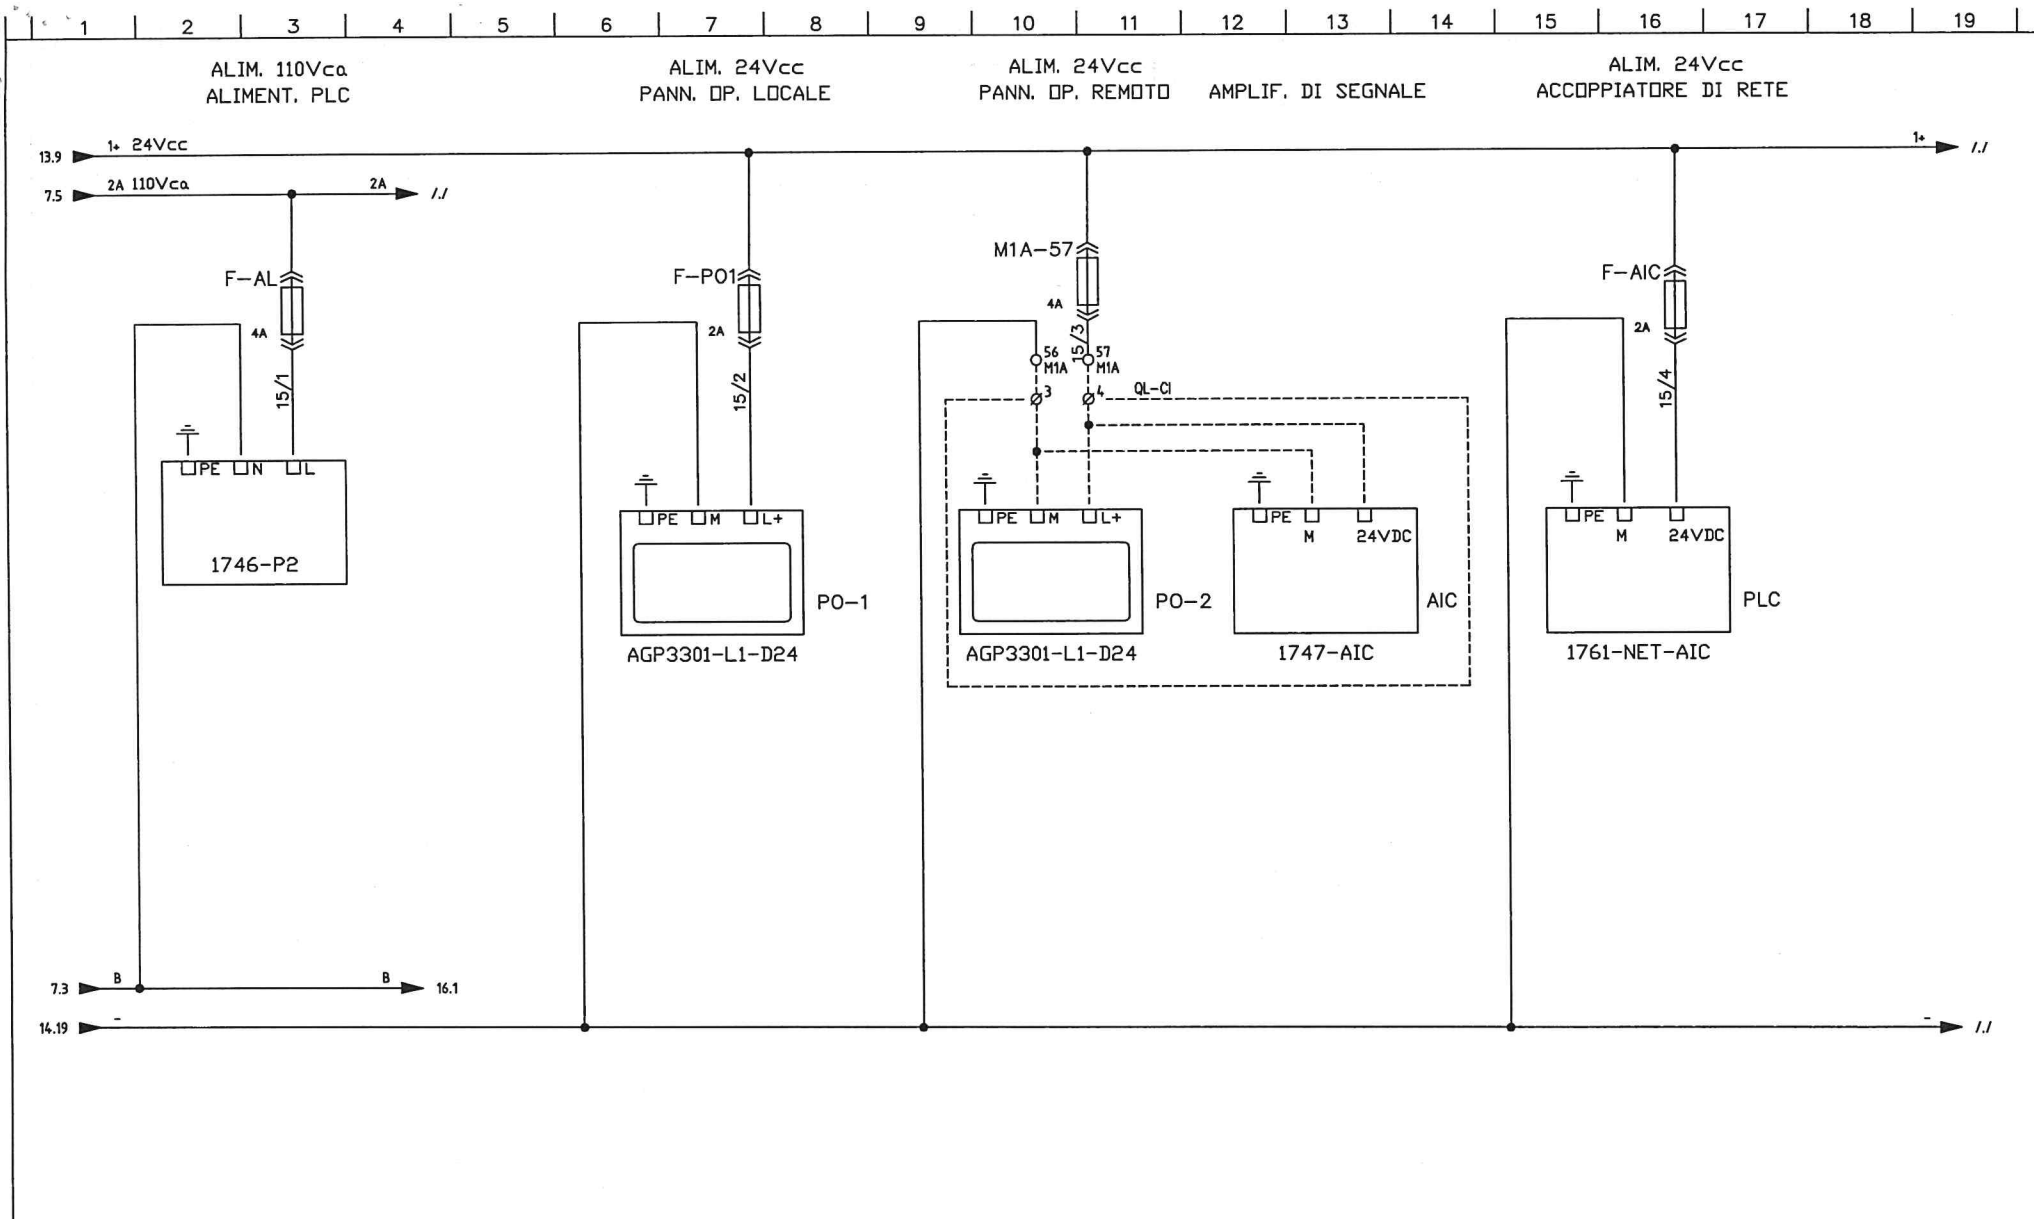 1 2 3 4 5 6 7 8 9 10 11 12 13 14 15 16 17 18 19
ALIM. 110Vca
ALIMENT. PLC
ALIM. 24Vcc
PANN. OP. LOCALE
ALIM. 24Vcc
PANN. OP. REMOTO
AMPLIF. DI SEGNALE
ALIM. 24Vcc
ACCOPPIATORE DI RETE
13.9 1+ 24Vcc 1+ /./
7.5 2A 110Vca 2A /./
F-AL
4A
15/1
PE N L
1746-P2
F-PO1
2A
15/2
PE M L+
PO-1
AGP3301-L1-D24
M1A-57
4A
15/3
56
M1A
57
M1A
3
4
QL-CI
PE M L+
PO-2
AGP3301-L1-D24
PE
M 24VDC
AIC
1747-AIC
F-AIC
2A
15/4
PE
M 24VDC
PLC
1761-NET-AIC
7.3 B B 16.1
14.19 - - /./